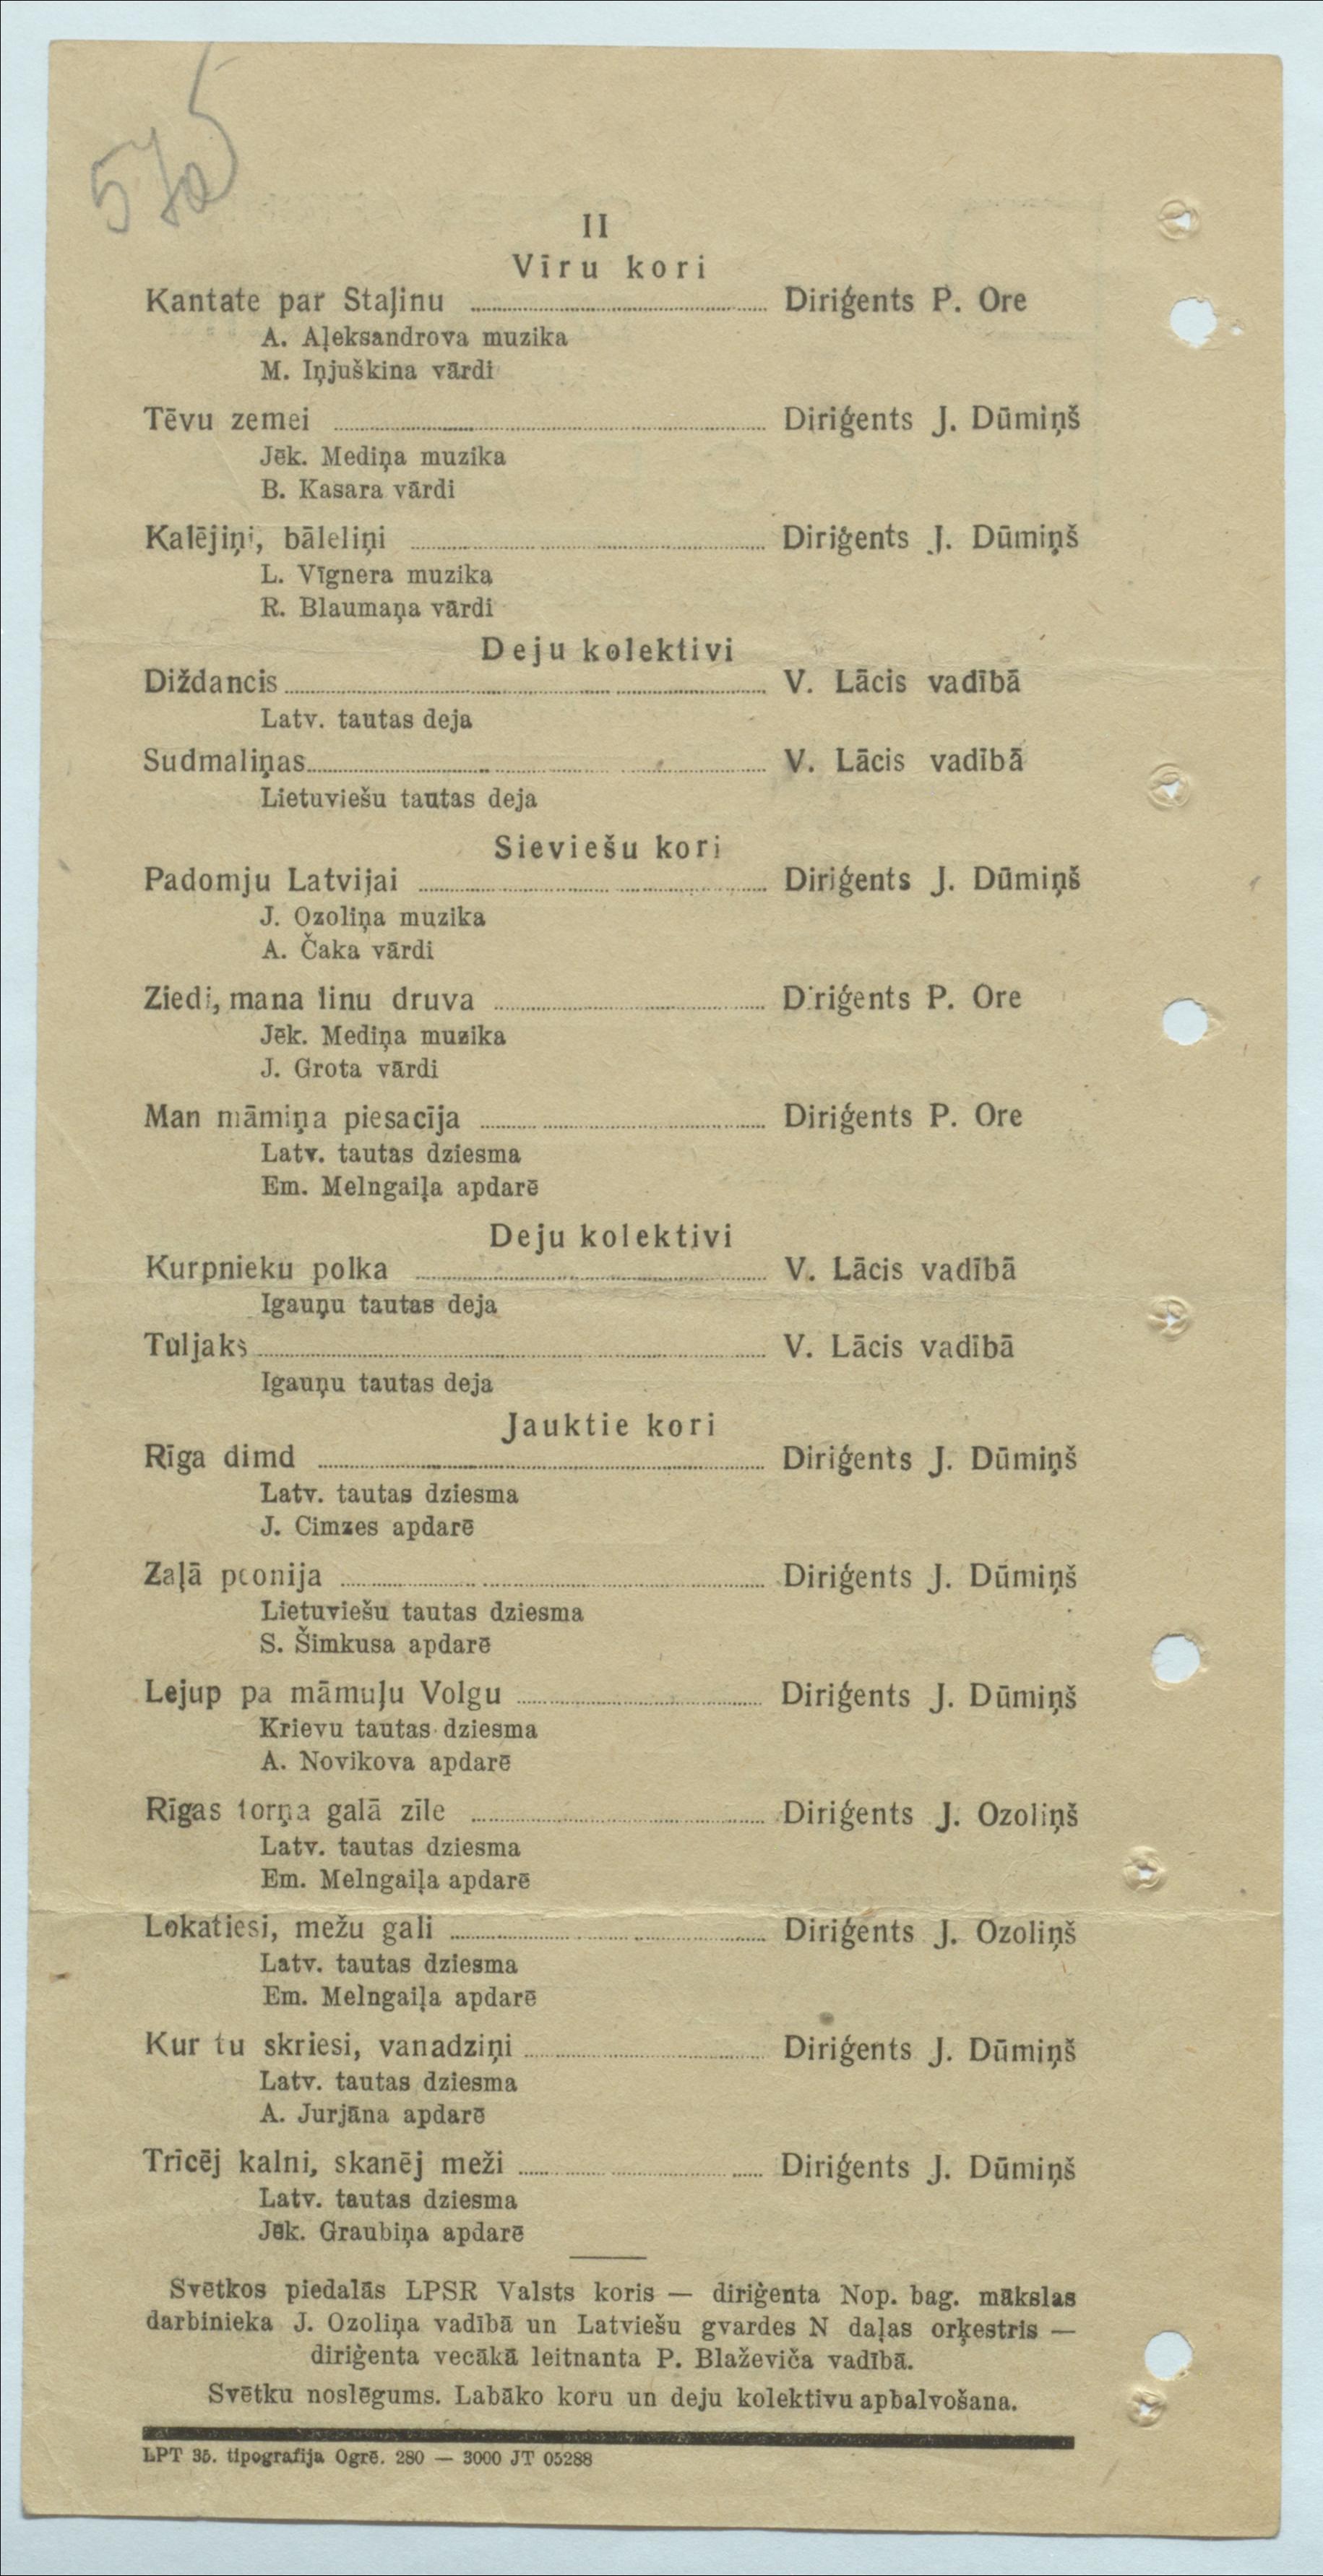 II
Vīru kori
Kantate par Staļinu Diriģents P. Ore
A. Aļeksandrova muzika
M. Iņjuškina vārdi
Tēvu zemei Diriģents J. Dūmiņš
Jēk. Mediņa muzika
B. Kasara vārdi
Kalējiņi, bāleliņi Diriģents J. Dūmiņš
L. Vīgnera muzika
R. Blaumaņa vārdi
Deju kolektivi
Diždancis V. Lācis vadībā
Latv. tautas deja
Sudmaliņas V. Lācis vadībā
Lietuviešu tautas deja
Sieviešu kori
Padomju Latvijai Diriģents J. Dūmiņš
J. Ozoliņa muzika
A. Čaka vārdi
Ziedi, mana linu druva Diriģents P. Ore
Jēk. Mediņa muzika
J. Grota vārdi
Man māmiņa piesacīja Diriģents P. Ore
Latv. tautas dziesma
Em. Melngaiļa apdarē
Deju kolektivi
Kurpnieku polka V. Lācis vadībā
Igauņu tautas deja
Tuljaks V. Lācis vadībā
Igauņu tautas deja
Jauktie kori
Rīga dimd Diriģents J. Dūmiņš
Latv. tautas dziesma
J. Cimzes apdarē
Zaļā peonija Diriģents J. Dūmiņš
Lietuviešu tautas dziesma
S. Šimkusa apdarē
Lejup pa māmuļu Volgu Diriģents J. Dūmiņš
Krievu tautas dziesma
A. Novikova apdarē
Rīgas torņa galā zīle Diriģents J. Ozoliņš
Latv. tautas dziesma
Em. Melngaiļa apdarē
Lokatiesi, mežu gali Diriģents J. Ozoliņš
Latv. tautas dziesma
Em. Melngaiļa apdarē
Kur tu skriesi, vanadziņi Diriģents J. Dūmiņš
Latv. tautas dziesma
A. Jurjāna apdarē
Trīcēj kalni, skanēj meži Diriģents J. Dūmiņš
Latv. tautas dziesma
Jēk. Graubiņa apdarē
Svētkos piedalās LPSR Valsts koris — diriģenta Nop. bag. mākslas
darbinieka J. Ozoliņa vadībā un Latviešu gvardes N daļas orķestris —
diriģenta vecākā leitnanta P. Blaževiča vadībā.
Svētku noslēgums. Labāko koru un deju kolektivu apbalvošana.
LPT 35. tipografija Ogrē. 280 — 3000 JT 05288